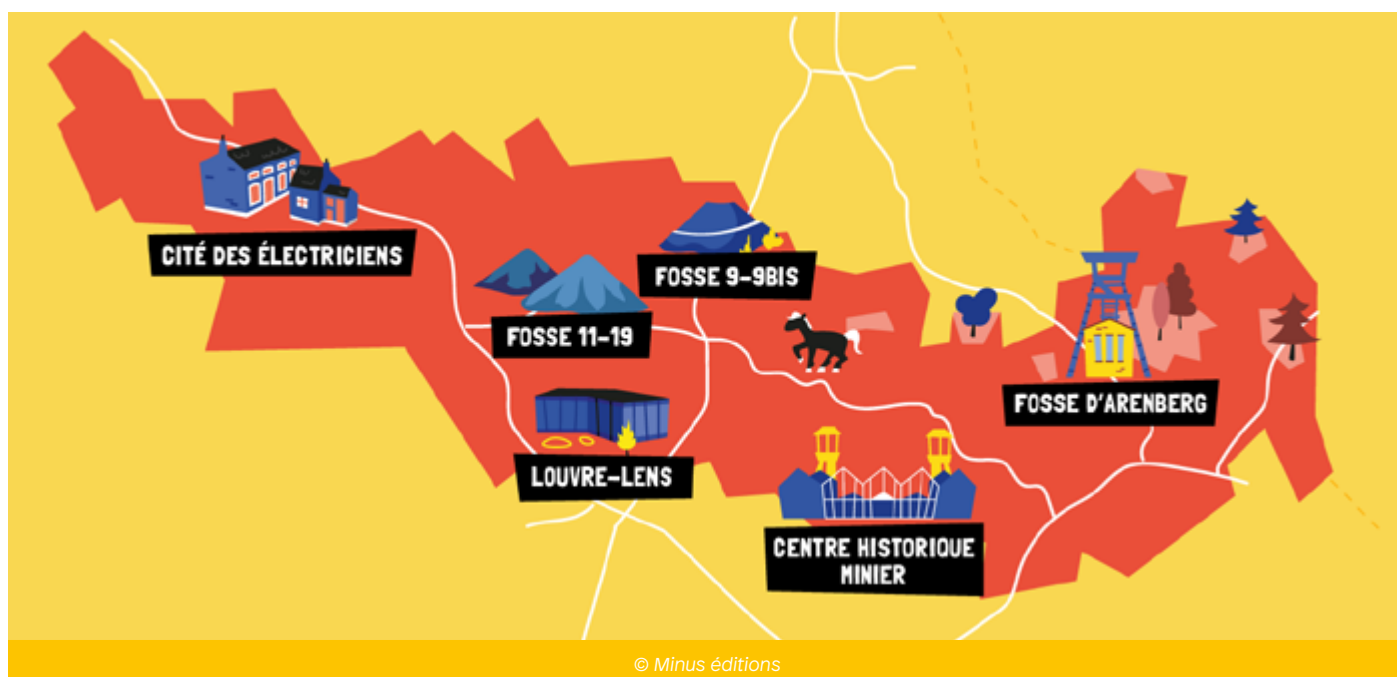 CITÉ DES ÉLECTRICIENS
FOSSE 9-9BIS
FOSSE 11-19
FOSSE D'ARENBERG
LOUVRE-LENS
CENTRE HISTORIQUE
MINIER
© Minus éditions